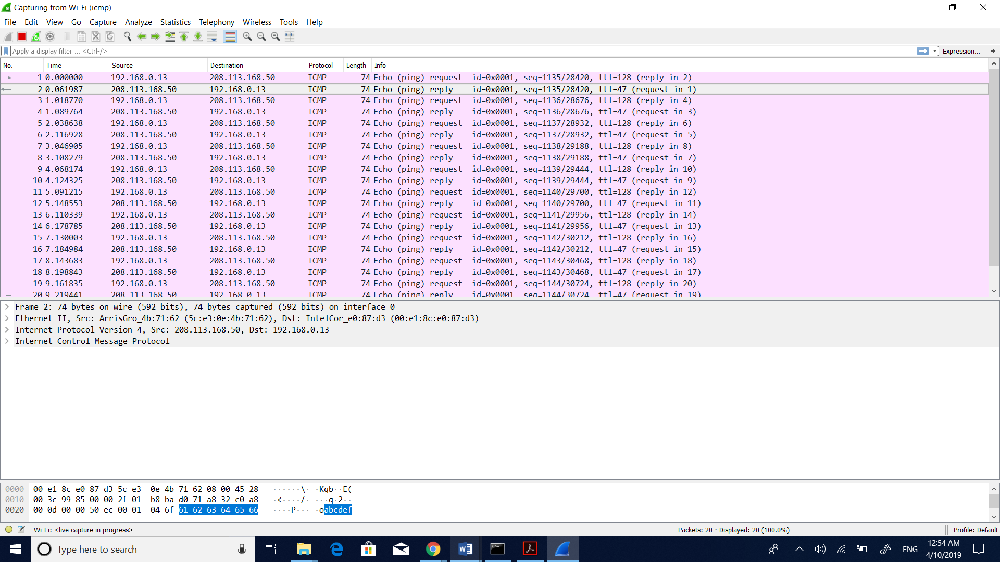 Capturing from Wi-Fi (icmp)
File Edit View Go Capture Analyze Statistics Telephony Wireless Tools Help
Apply a display filter ... <Ctrl-/> Expression... +
No. Time Source Destination Protocol Length Info
1 0.000000 192.168.0.13 208.113.168.50 ICMP 74 Echo (ping) request id=0x0001, seq=1135/28420, ttl=128 (reply in 2)
2 0.061987 208.113.168.50 192.168.0.13 ICMP 74 Echo (ping) reply id=0x0001, seq=1135/28420, ttl=47 (request in 1)
3 1.018770 192.168.0.13 208.113.168.50 ICMP 74 Echo (ping) request id=0x0001, seq=1136/28676, ttl=128 (reply in 4)
4 1.089764 208.113.168.50 192.168.0.13 ICMP 74 Echo (ping) reply id=0x0001, seq=1136/28676, ttl=47 (request in 3)
5 2.038638 192.168.0.13 208.113.168.50 ICMP 74 Echo (ping) request id=0x0001, seq=1137/28932, ttl=128 (reply in 6)
6 2.116928 208.113.168.50 192.168.0.13 ICMP 74 Echo (ping) reply id=0x0001, seq=1137/28932, ttl=47 (request in 5)
7 3.046905 192.168.0.13 208.113.168.50 ICMP 74 Echo (ping) request id=0x0001, seq=1138/29188, ttl=128 (reply in 8)
8 3.108279 208.113.168.50 192.168.0.13 ICMP 74 Echo (ping) reply id=0x0001, seq=1138/29188, ttl=47 (request in 7)
9 4.068174 192.168.0.13 208.113.168.50 ICMP 74 Echo (ping) request id=0x0001, seq=1139/29444, ttl=128 (reply in 10)
10 4.124325 208.113.168.50 192.168.0.13 ICMP 74 Echo (ping) reply id=0x0001, seq=1139/29444, ttl=47 (request in 9)
11 5.091215 192.168.0.13 208.113.168.50 ICMP 74 Echo (ping) request id=0x0001, seq=1140/29700, ttl=128 (reply in 12)
12 5.148553 208.113.168.50 192.168.0.13 ICMP 74 Echo (ping) reply id=0x0001, seq=1140/29700, ttl=47 (request in 11)
13 6.110339 192.168.0.13 208.113.168.50 ICMP 74 Echo (ping) request id=0x0001, seq=1141/29956, ttl=128 (reply in 14)
14 6.178785 208.113.168.50 192.168.0.13 ICMP 74 Echo (ping) reply id=0x0001, seq=1141/29956, ttl=47 (request in 13)
15 7.130003 192.168.0.13 208.113.168.50 ICMP 74 Echo (ping) request id=0x0001, seq=1142/30212, ttl=128 (reply in 16)
16 7.184984 208.113.168.50 192.168.0.13 ICMP 74 Echo (ping) reply id=0x0001, seq=1142/30212, ttl=47 (request in 15)
17 8.143683 192.168.0.13 208.113.168.50 ICMP 74 Echo (ping) request id=0x0001, seq=1143/30468, ttl=128 (reply in 18)
18 8.198843 208.113.168.50 192.168.0.13 ICMP 74 Echo (ping) reply id=0x0001, seq=1143/30468, ttl=47 (request in 17)
19 9.161835 192.168.0.13 208.113.168.50 ICMP 74 Echo (ping) request id=0x0001, seq=1144/30724, ttl=128 (reply in 20)
20 9.219441 208.113.168.50 192.168.0.13 ICMP 74 Echo (ping) reply id=0x0001, seq=1144/30724, ttl=47 (request in 19)
Frame 2: 74 bytes on wire (592 bits), 74 bytes captured (592 bits) on interface 0
Ethernet II, Src: ArrisGro_4b:71:62 (5c:e3:0e:4b:71:62), Dst: IntelCor_e0:87:d3 (00:e1:8c:e0:87:d3)
Internet Protocol Version 4, Src: 208.113.168.50, Dst: 192.168.0.13
Internet Control Message Protocol
0000 00 e1 8c e0 87 d3 5c e3 0e 4b 71 62 08 00 45 28 ······\· ·Kqb··E(
0010 00 3c 99 85 00 00 2f 01 b8 ba d0 71 a8 32 c0 a8 ·<····/· ···q·2··
0020 00 0d 00 00 50 ec 00 01 04 6f 61 62 63 64 65 66 ····P··· ·oabcdef
Wi-Fi: <live capture in progress> Packets: 20 · Displayed: 20 (100.0%) Profile: Default
Type here to search
ENG
12:54 AM
4/10/2019